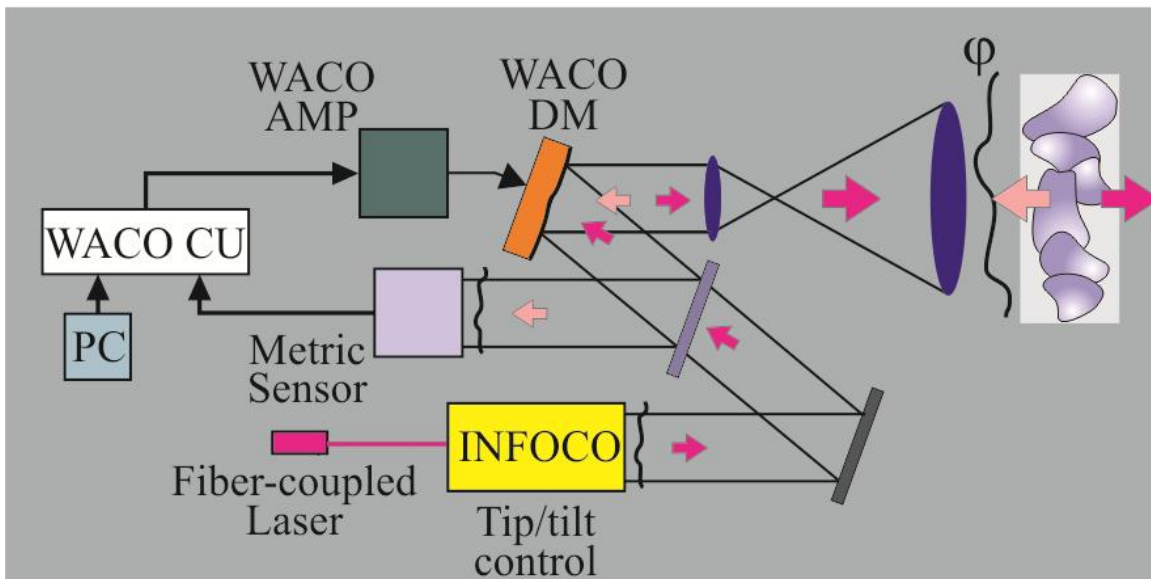 WACO
AMP
WACO
DM
φ
WACO CU
PC
Metric
Sensor
INFOCO
Fiber-coupled
Laser
Tip/tilt
control